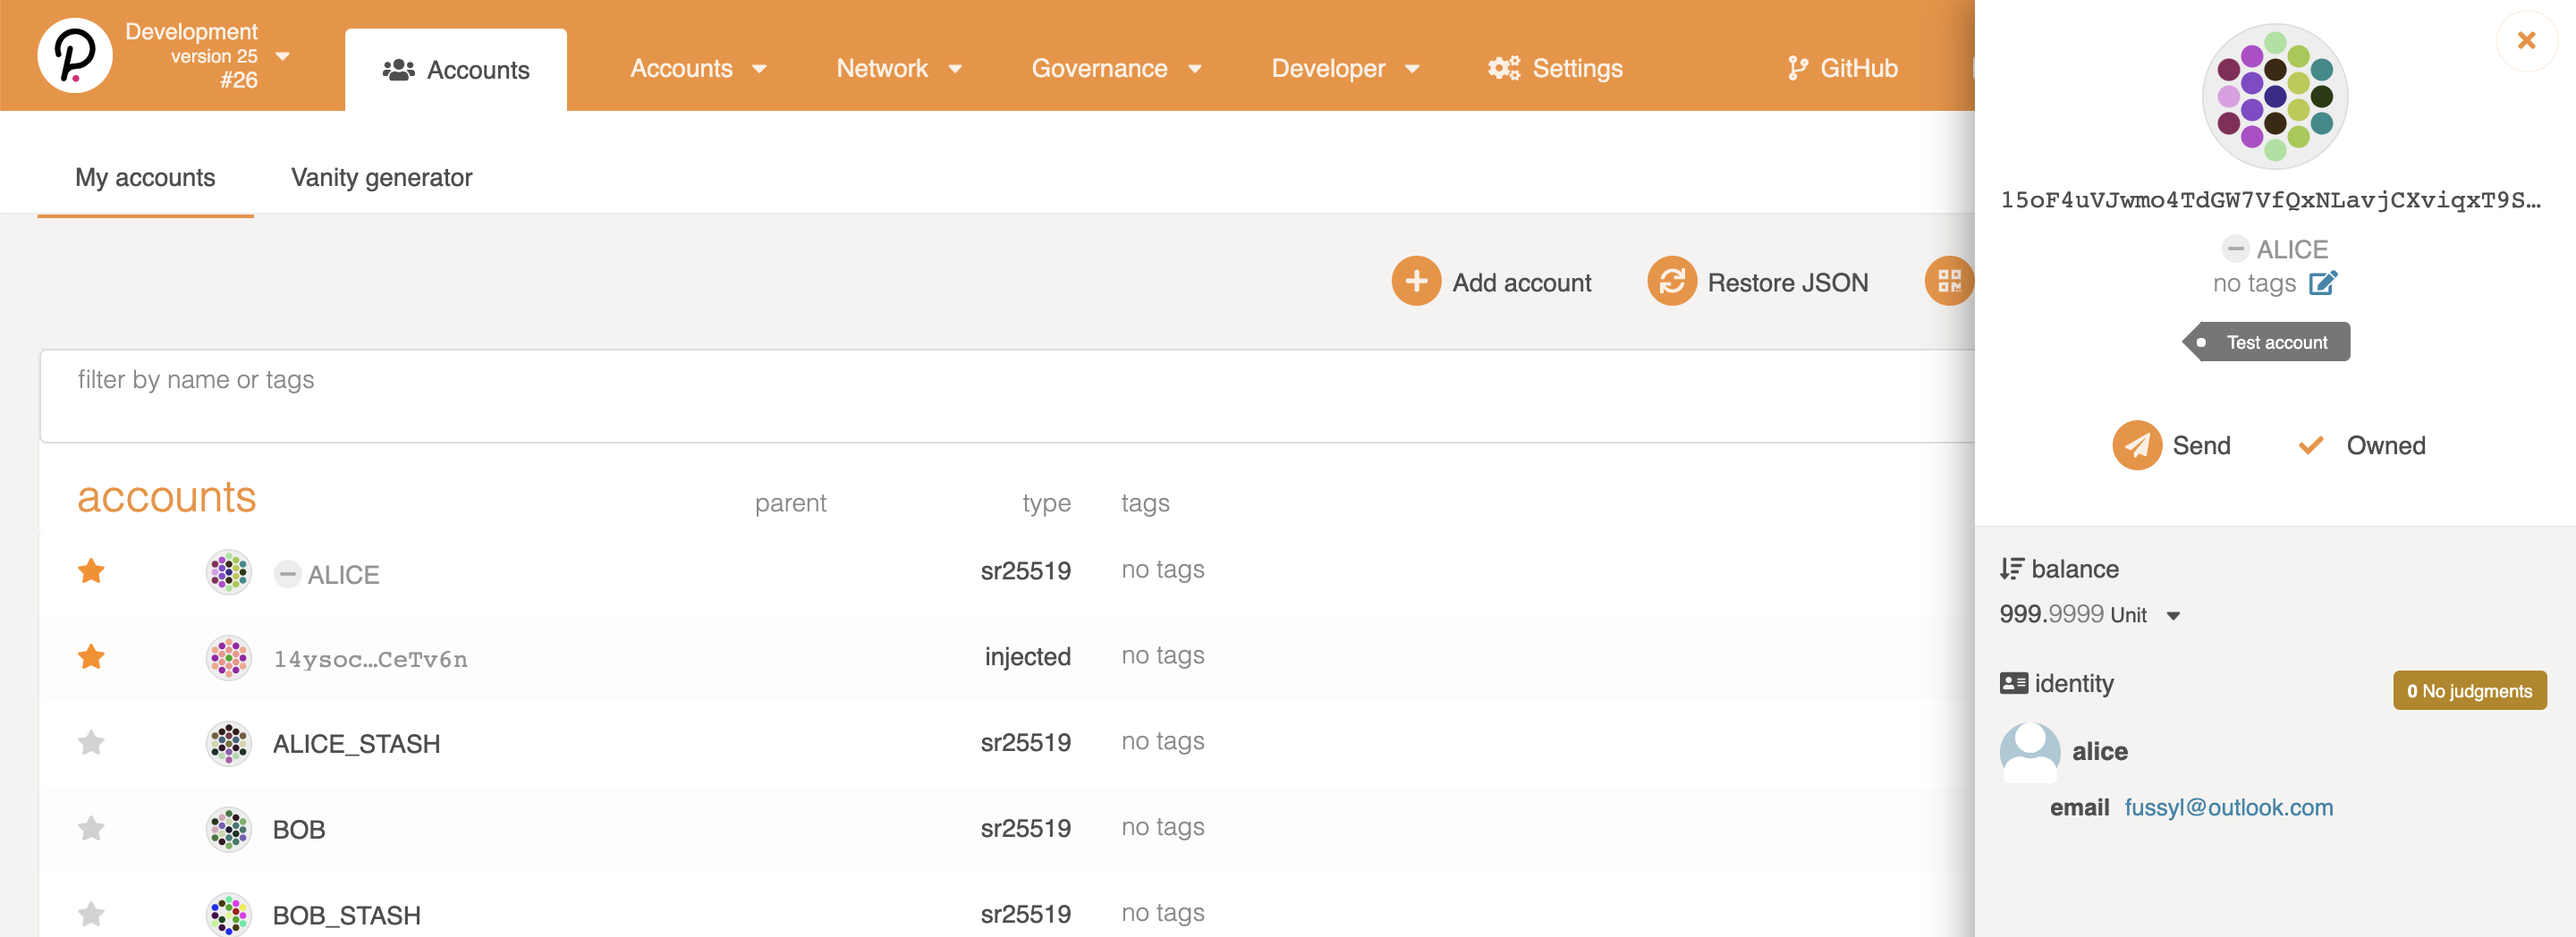 Development
version 25
#26
Accounts
Accounts
Network
Governance
Developer
Settings
GitHub
My accounts
Vanity generator
Add account
Restore JSON
filter by name or tags
accounts parent type tags
ALICE sr25519 no tags
14ysoc…CeTv6n injected no tags
ALICE_STASH sr25519 no tags
BOB sr25519 no tags
BOB_STASH sr25519 no tags
15oF4uVJwmo4TdGW7VfQxNLavjCXviqxT9S…
ALICE
no tags
Test account
Send
Owned
balance
999.9999 Unit
identity
0 No judgments
alice
email fussyl@outlook.com